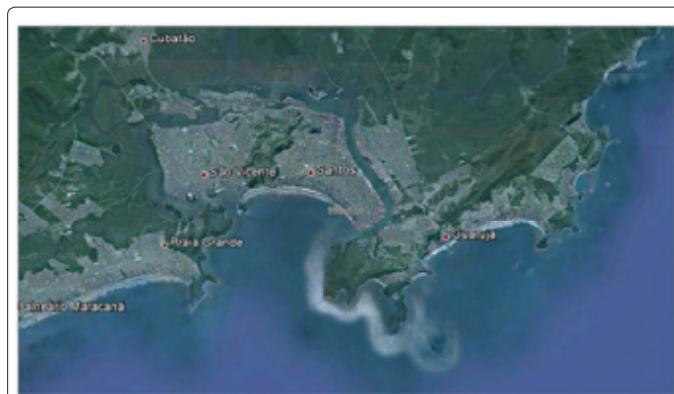 Cubatão
São Vicente
Santos
Praia Grande
Guarujá
Balneário Maracanã